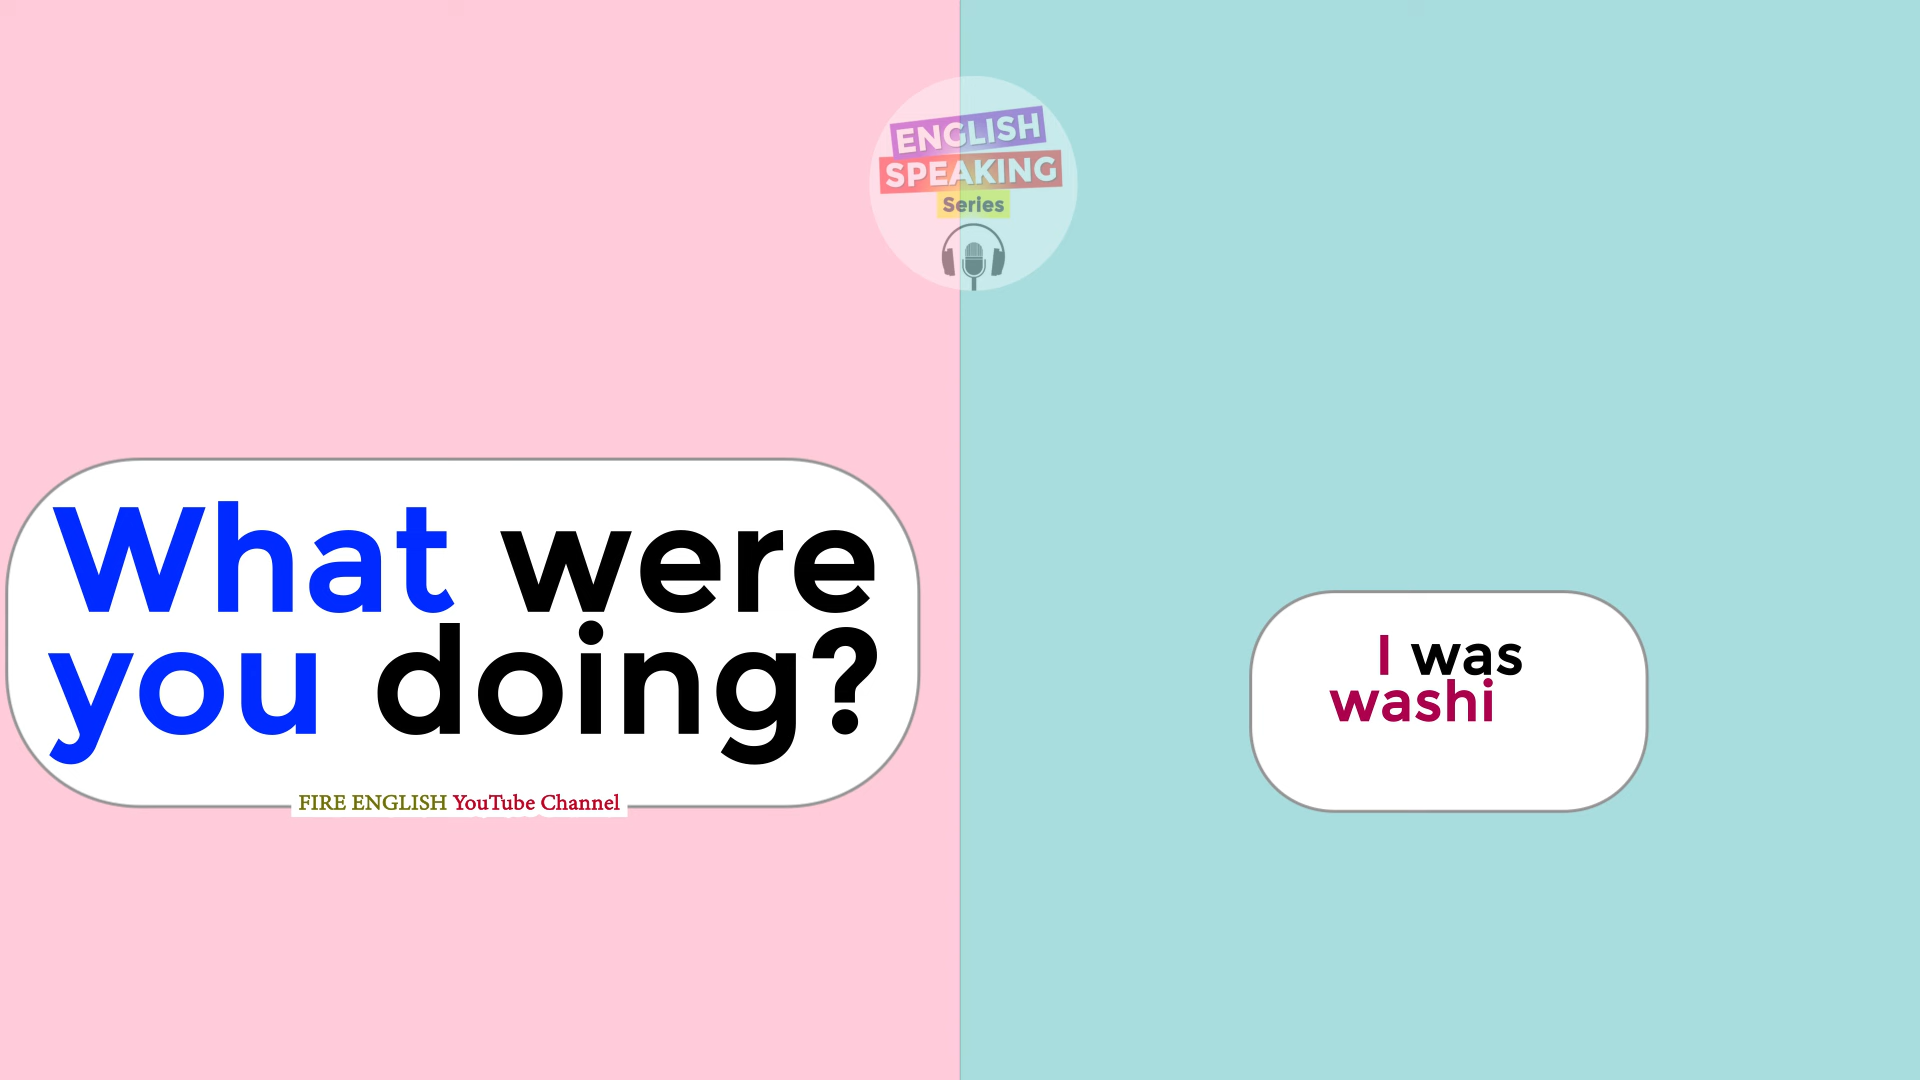 ENGLISH
SPEAKING
Series
What were
you doing?
FIRE ENGLISH YouTube Channel
I was
washi